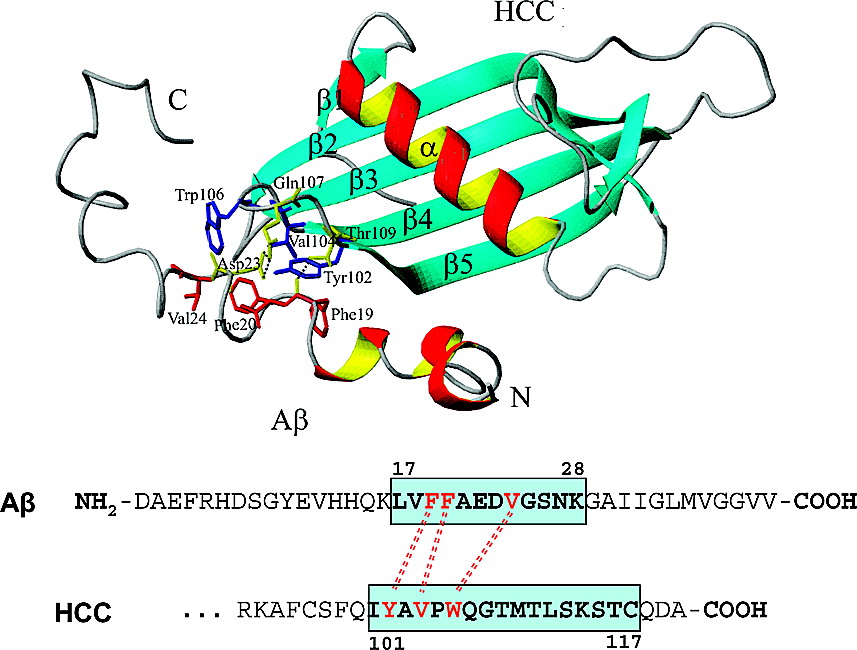 HCC
C
β1
β2
α
Gln107
β3
Trp106
β4
Val104
Thr109
Asp23
β5
Tyr102
Val24
Phe20
Phe19
N
Aβ
17 28
Aβ NH2-DAEFRHDSGYEVHHQKLVFFAEDVGSNKGAIIGLMVGGVV-COOH
HCC ... RKAFCSFQIYAVPWQGTMTLSKSTCQDA-COOH
101 117